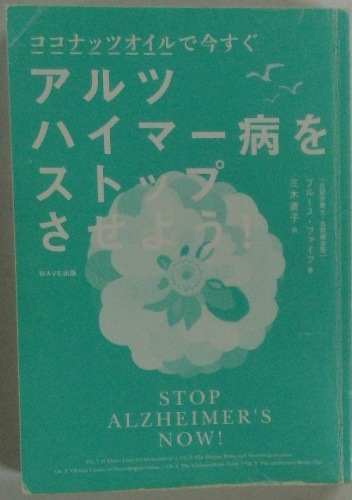 ココナッツオイルで今すぐ
アルツ
ハイマー病を
ストップ
させよう!
ブルース・ファイフ 著
三木直子 訳
WAVE出版
STOP
ALZHEIMER'S
NOW!